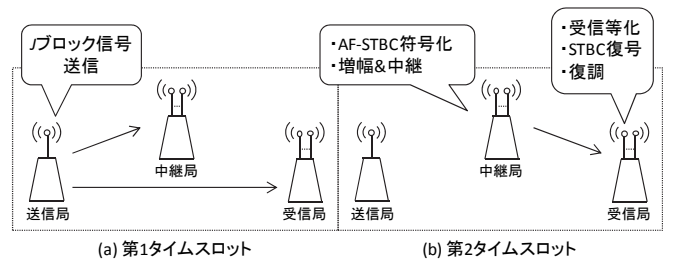 Jブロック信号
送信
・AF-STBC符号化
・増幅&中継
・受信等化
・STBC復号
・復調
中継局
送信局
受信局
中継局
送信局
受信局
(a) 第1タイムスロット
(b) 第2タイムスロット